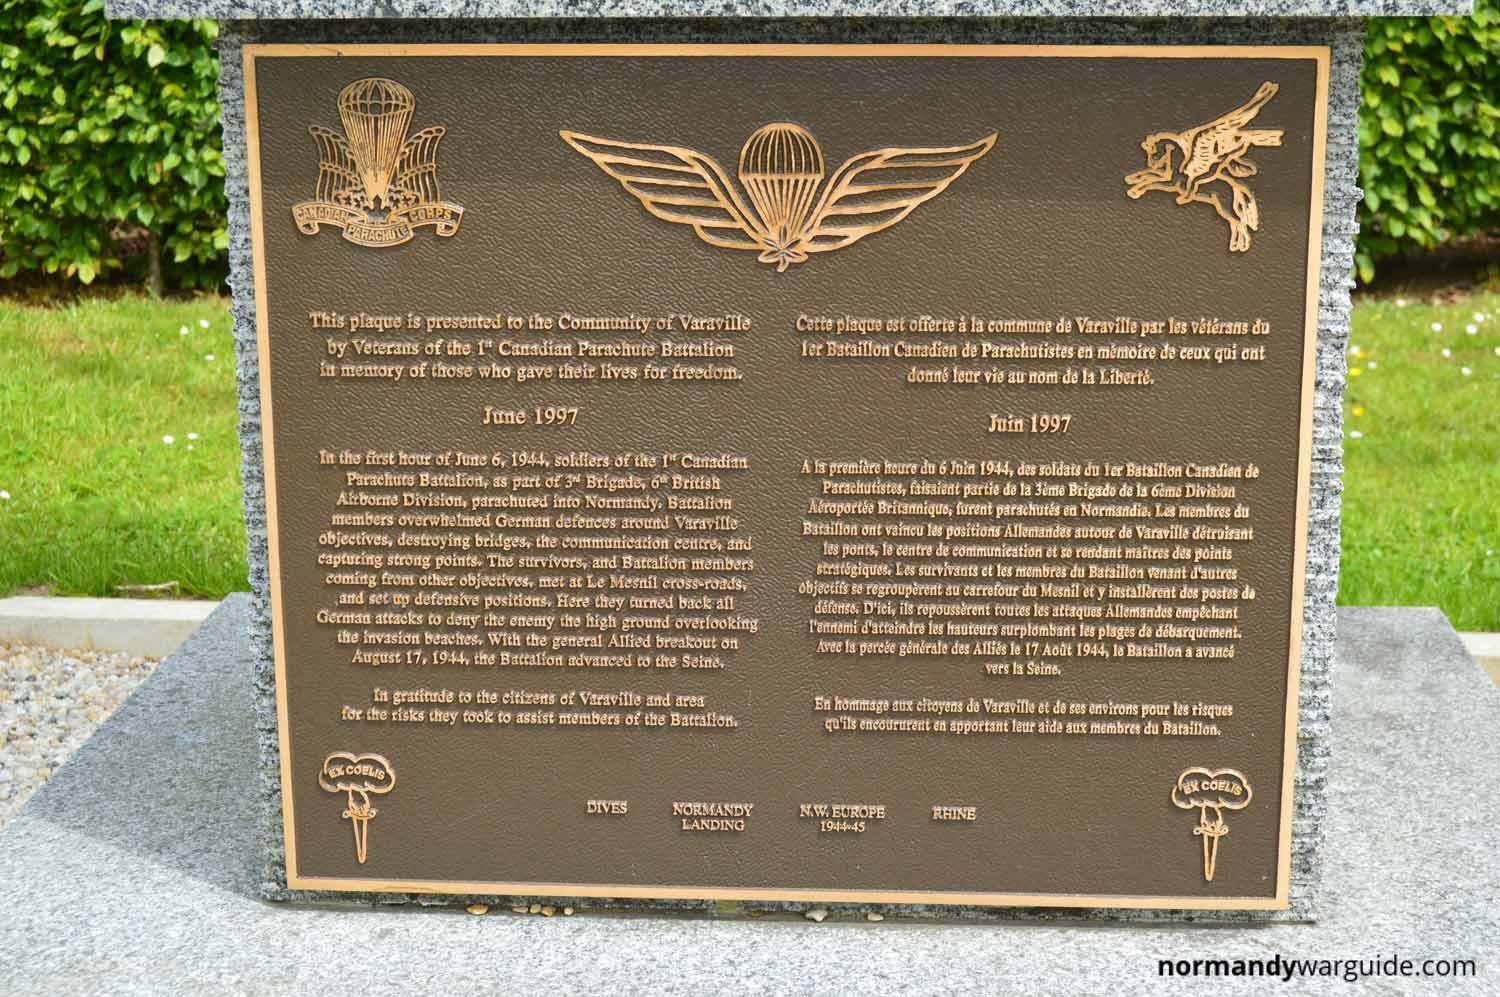 CANADIAN CORPS
PARACHUTE
This plaque is presented to the Community of Varaville
by Veterans of the 1st Canadian Parachute Battalion
in memory of those who gave their lives for freedom.
June 1997
In the first hour of June 6, 1944, soldiers of the 1st Canadian
Parachute Battalion, as part of 3rd Brigade, 6th British
Airborne Division, parachuted into Normandy. Battalion
members overwhelmed German defences around Varaville
objectives, destroying bridges, the communication centre, and
capturing strong points. The survivors, and Battalion members
coming from other objectives, met at Le Mesnil cross-roads,
and set up defensive positions. Here they turned back all
German attacks to deny the enemy the high ground overlooking
the invasion beaches. With the general Allied breakout on
August 17, 1944, the Battalion advanced to the Seine.
In gratitude to the citizens of Varaville and area
for the risks they took to assist members of the Battalion.
Cette plaque est offerte à la commune de Varaville par les vétérans du
1er Bataillon Canadien de Parachutistes en mémoire de ceux qui ont
donné leur vie au nom de la Liberté.
Juin 1997
A la première heure du 6 Juin 1944, des soldats du 1er Bataillon Canadien de
Parachutistes, faisaient partie de la 3ème Brigade de la 6ème Division
Aéroportée Britannique, furent parachutés en Normandie. Les membres du
Bataillon ont vaincu les positions Allemandes autour de Varaville détruisant
les ponts, le centre de communication et se rendant maîtres des points
stratégiques. Les survivants et les membres du Bataillon venant d'autres
objectifs se regroupèrent au carrefour du Mesnil et y installèrent des postes de
défense. D'ici, ils repoussèrent toutes les attaques Allemandes empêchant
l'ennemi d'atteindre les hauteurs surplombant les plages de débarquement.
Avec la percée générale des Alliés le 17 Août 1944, le Bataillon a avancé
vers la Seine.
En hommage aux citoyens de Varaville et de ses environs pour les risques
qu'ils encoururent en apportant leur aide aux membres du Bataillon.
EX COELIS
DIVES NORMANDY N.W. EUROPE RHINE
LANDING 1944-45
EX COELIS
normandywarguide.com